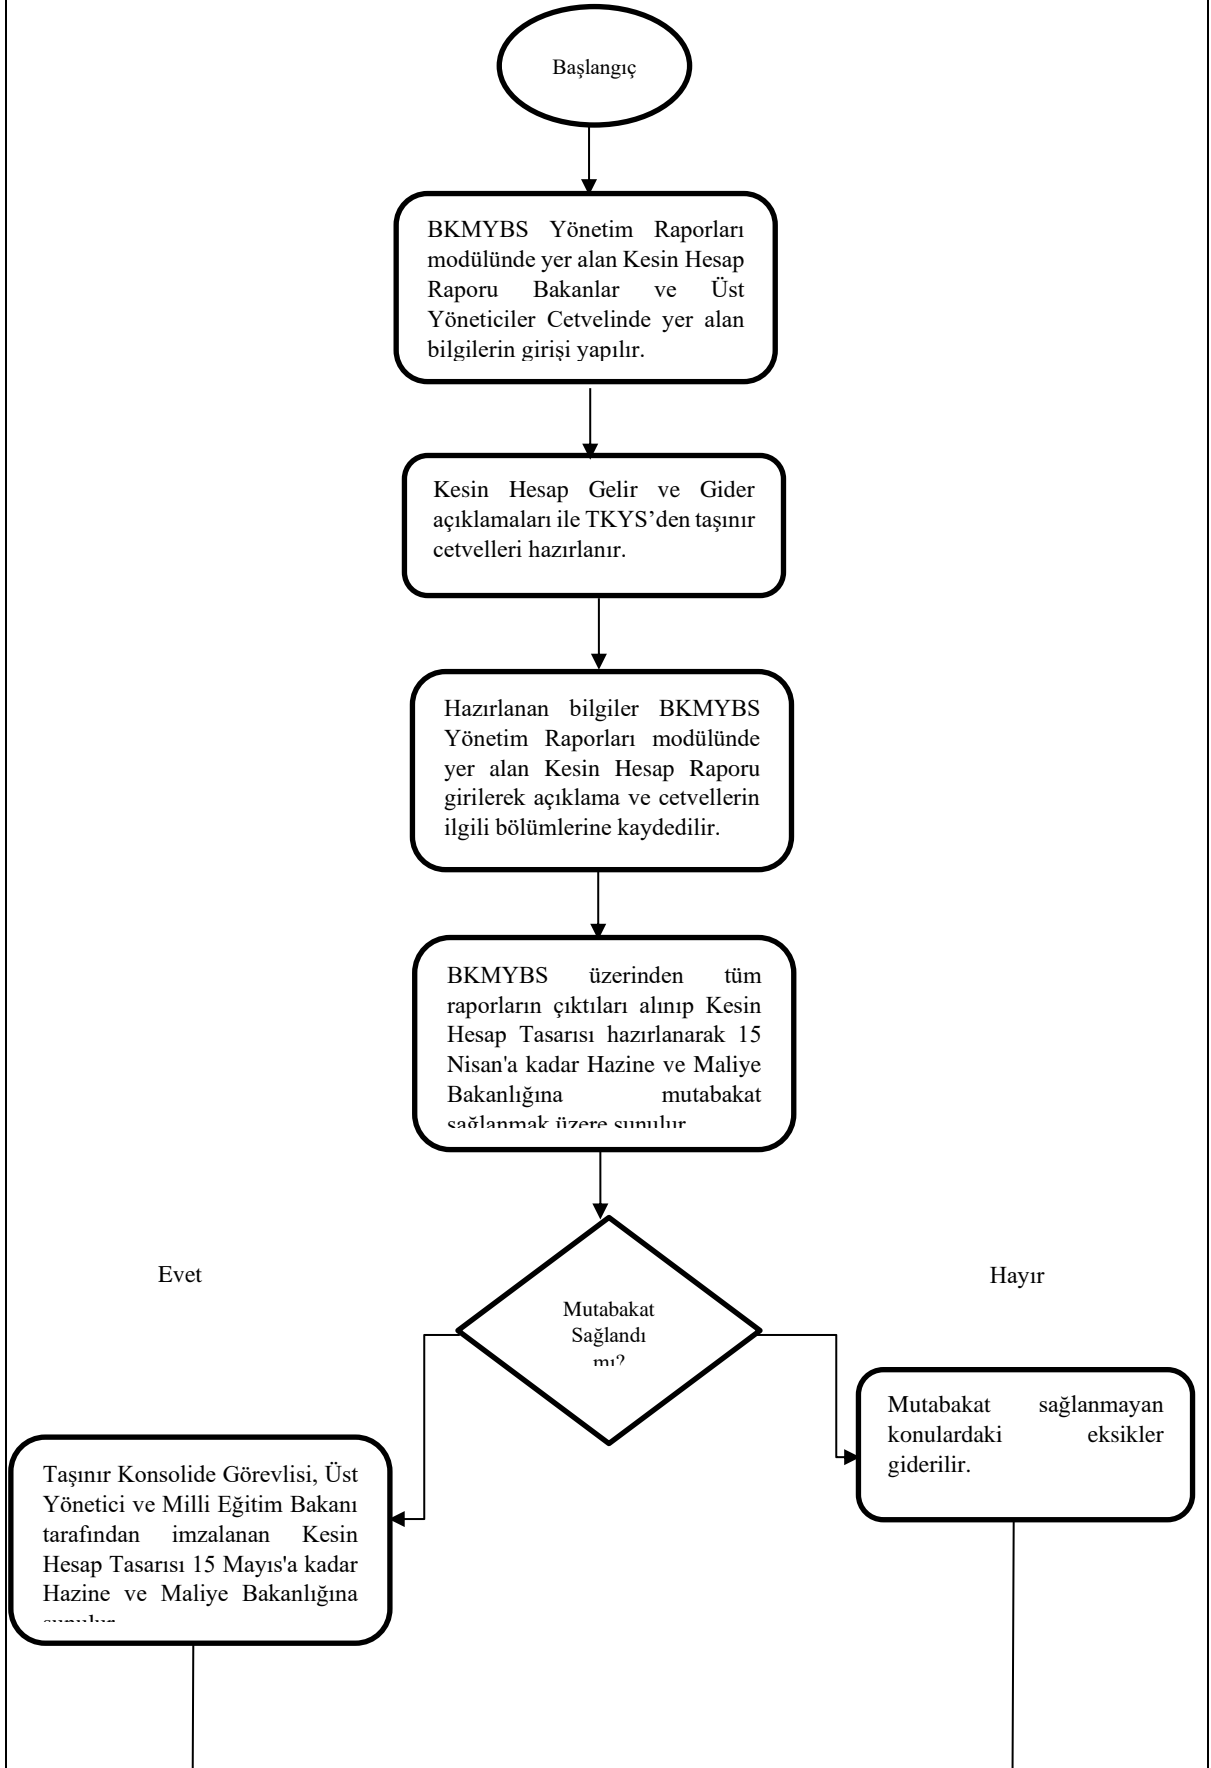 Başlangıç
BKMYBS Yönetim Raporları
modülünde yer alan Kesin Hesap
Raporu Bakanlar ve Üst
Yöneticiler Cetvelinde yer alan
bilgilerin girişi yapılır.
Kesin Hesap Gelir ve Gider
açıklamaları ile TKYS’den taşınır
cetvelleri hazırlanır.
Hazırlanan bilgiler BKMYBS
Yönetim Raporları modülünde
yer alan Kesin Hesap Raporu
girilerek açıklama ve cetvellerin
ilgili bölümlerine kaydedilir.
BKMYBS üzerinden tüm
raporların çıktıları alınıp Kesin
Hesap Tasarısı hazırlanarak 15
Nisan'a kadar Hazine ve Maliye
Bakanlığına mutabakat
sağlanmak üzere sunulur
Evet
Hayır
Mutabakat
Sağlandı
mı?
Mutabakat sağlanmayan
konulardaki eksikler
giderilir.
Taşınır Konsolide Görevlisi, Üst
Yönetici ve Milli Eğitim Bakanı
tarafından imzalanan Kesin
Hesap Tasarısı 15 Mayıs'a kadar
Hazine ve Maliye Bakanlığına
sunulur